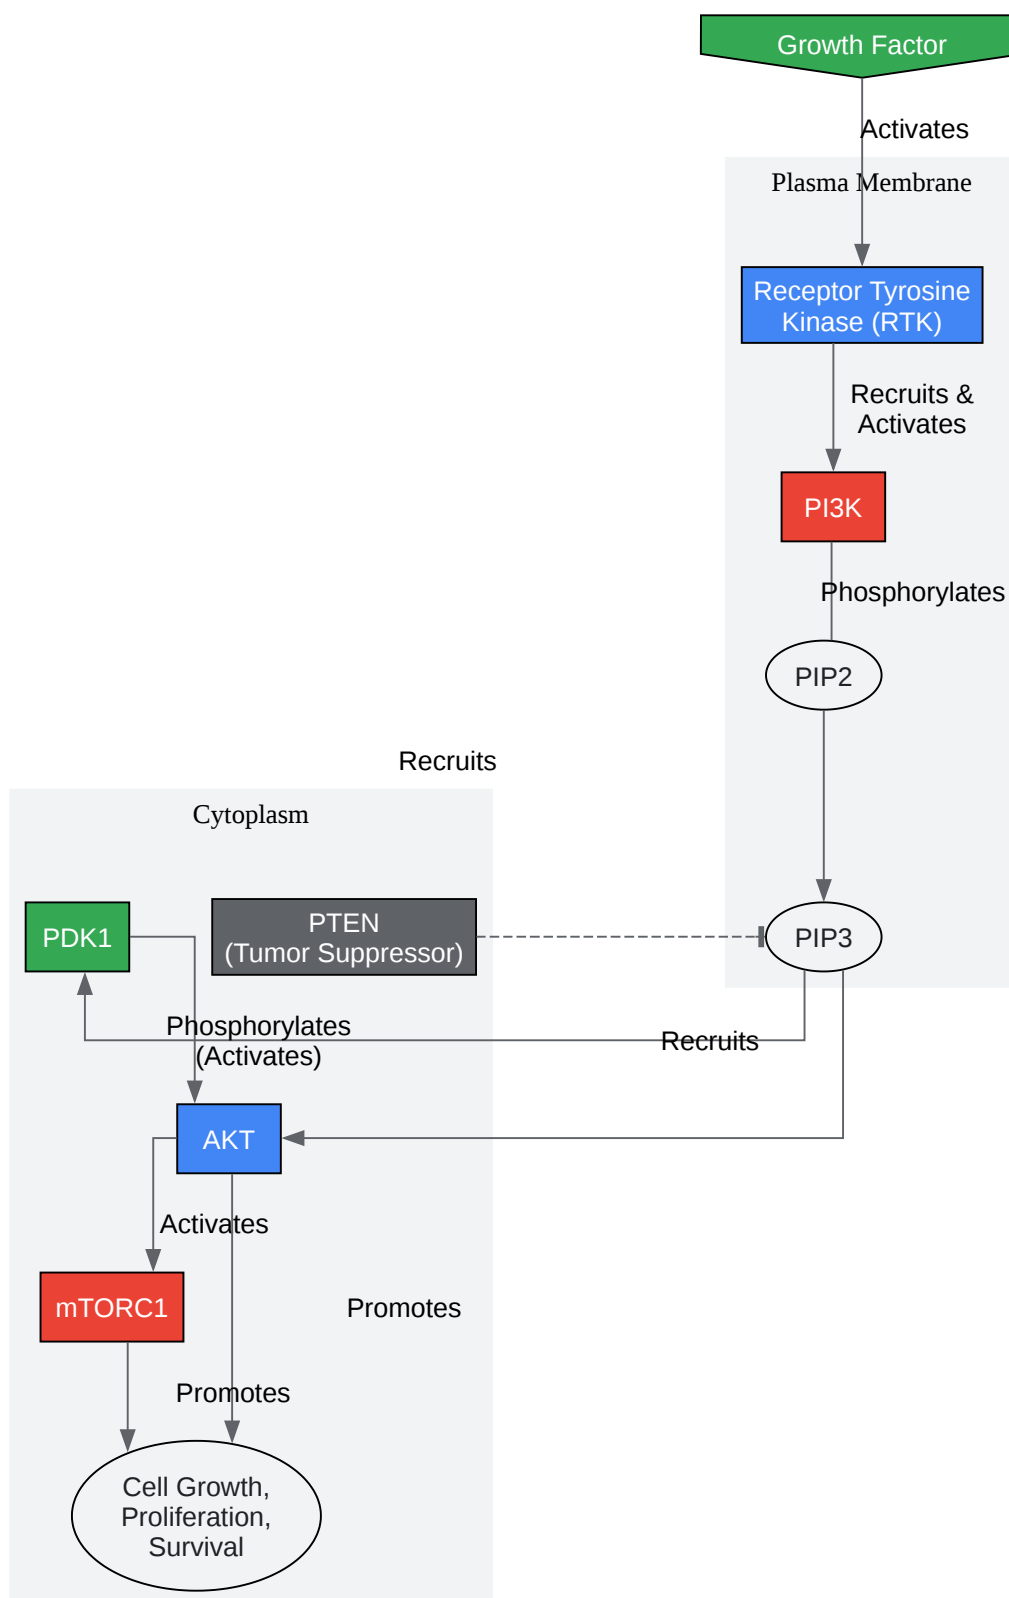 Growth Factor
Activates
Plasma Membrane
Receptor Tyrosine
Kinase (RTK)
Recruits &
Activates
PI3K
Phosphorylates
PIP2
Recruits
Cytoplasm
PDK1
PTEN
(Tumor Suppressor)
PIP3
Phosphorylates
(Activates)
Recruits
AKT
Activates
mTORC1
Promotes
Promotes
Cell Growth,
Proliferation,
Survival